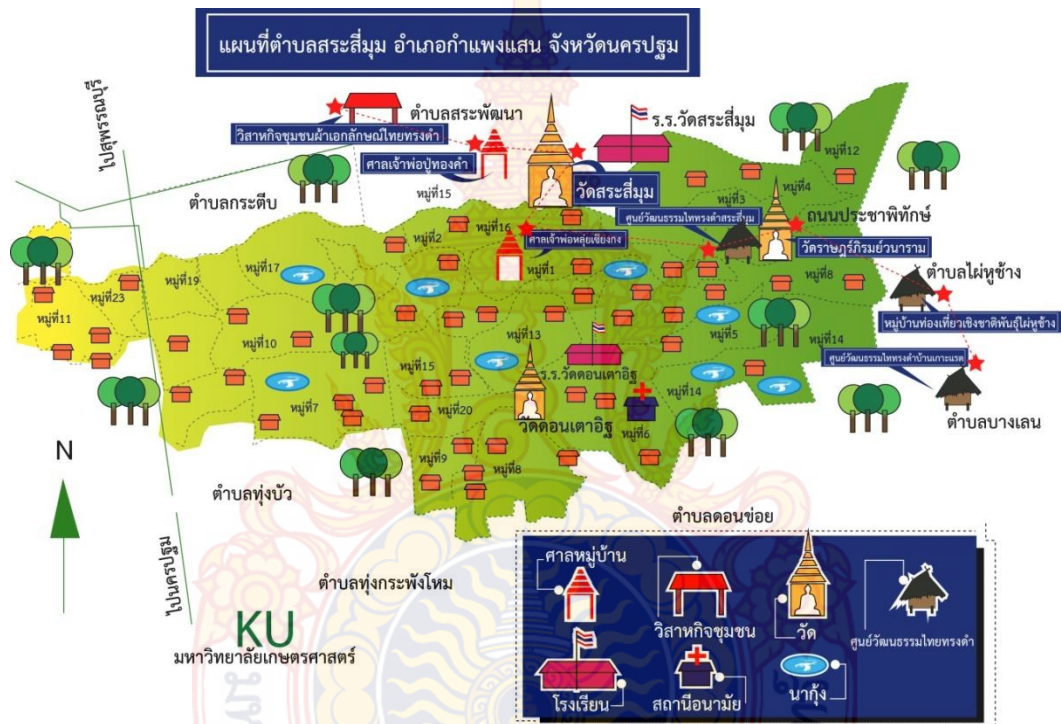 แผนที่ตำบลสระสี่มุม อำเภอกำแพงแสน จังหวัดนครปฐม
ไปสุพรรณบุรี
ตำบลสระพัฒนา
ร.ร.วัดสระสี่มุม
วิสาหกิจชุมชนผ้าเอกลักษณ์ไทยทรงดำ
ศาลเจ้าพ่อปู่ทองคำ
หมู่ที่12
วัดสระสี่มุม
หมู่ที่15
หมู่ที่3
หมู่ที่4
ตำบลกระตีบ
ศูนย์วัฒนธรรมไททรงดำสระสี่มุม
ถนนประชาพิทักษ์
หมู่ที่2
หมู่ที่16
ศาลเจ้าพ่อหลุ่ยเชียงกง
วัดราษฎร์ภิรมย์วนาราม
หมู่ที่19
หมู่ที่17
หมู่ที่1
หมู่ที่8
ตำบลไผ่หูช้าง
หมู่ที่23
หมู่ที่11
หมู่บ้านท่องเที่ยวเชิงชาติพันธุ์ไผ่หูช้าง
หมู่ที่10
หมู่ที่13
หมู่ที่5
หมู่ที่14
ศูนย์วัฒนธรรมไททรงดำบ้านเกาะแรต
หมู่ที่15
ร.ร.วัดดอนเตาอิฐ
หมู่ที่14
หมู่ที่7
หมู่ที่20
วัดดอนเตาอิฐ
หมู่ที่6
ตำบลบางเลน
N
หมู่ที่9
หมู่ที่8
ตำบลทุ่งบัว
ตำบลดอนข่อย
ไปนครปฐม
ตำบลทุ่งกระพังโหม
KU
มหาวิทยาลัยเกษตรศาสตร์
ศาลหมู่บ้าน
วิสาหกิจชุมชน
วัด
ศูนย์วัฒนธรรมไทยทรงดำ
โรงเรียน
สถานีอนามัย
นากุ้ง